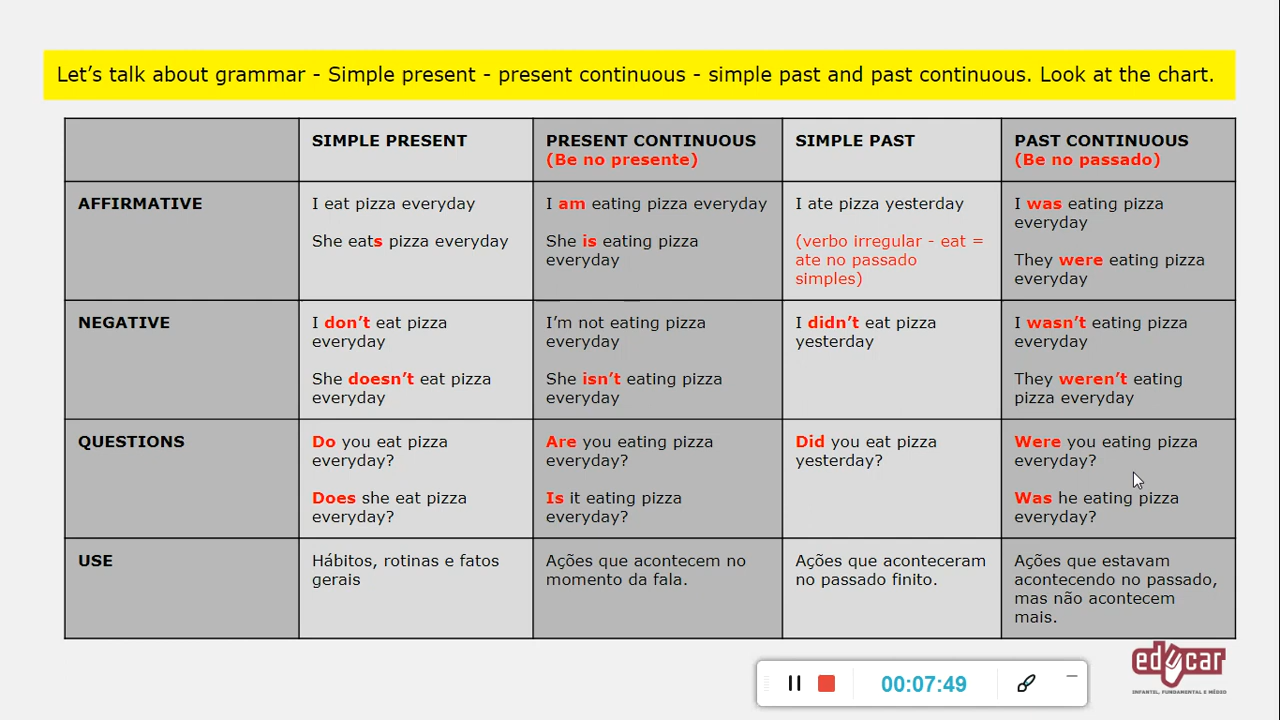 Let's talk about grammar - Simple present - present continuous - simple past and past continuous. Look at the chart.
SIMPLE PRESENT
PRESENT CONTINUOUS
(Be no presente)
SIMPLE PAST
PAST CONTINUOUS
(Be no passado)
AFFIRMATIVE
I eat pizza everyday
She eats pizza everyday
I am eating pizza everyday
She is eating pizza
everyday
I ate pizza yesterday
(verbo irregular - eat =
ate no passado
simples)
I was eating pizza
everyday
They were eating pizza
everyday
NEGATIVE
I don't eat pizza
everyday
She doesn't eat pizza
everyday
I'm not eating pizza
everyday
She isn't eating pizza
everyday
I didn't eat pizza
yesterday
I wasn't eating pizza
everyday
They weren't eating
pizza everyday
QUESTIONS
Do you eat pizza
everyday?
Does she eat pizza
everyday?
Are you eating pizza
everyday?
Is it eating pizza
everyday?
Did you eat pizza
yesterday?
Were you eating pizza
everyday?
Was he eating pizza
everyday?
USE
Hábitos, rotinas e fatos
gerais
Ações que acontecem no
momento da fala.
Ações que aconteceram
no passado finito.
Ações que estavam
acontecendo no passado,
mas não acontecem
mais.
educar
INFANTIL, FUNDAMENTAL E MÉDIO
00:07:49